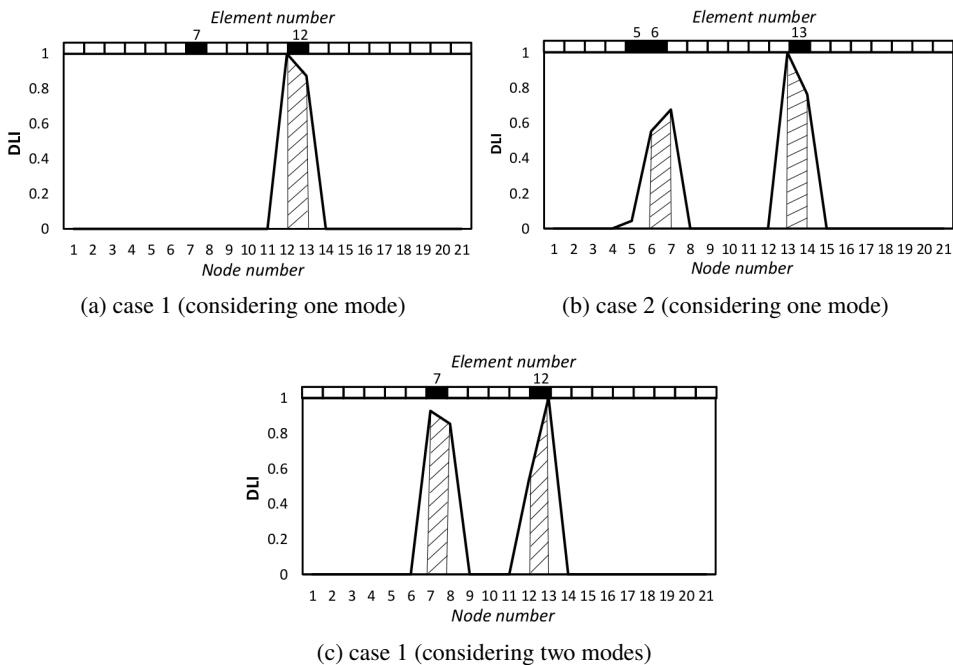 Element number
7 12
1
0.8
0.6
0.4
0.2
0
DLI
1 2 3 4 5 6 7 8 9 10 11 12 13 14 15 16 17 18 19 20 21
Node number
(a) case 1 (considering one mode)
Element number
5 6 13
1
0.8
0.6
0.4
0.2
0
DLI
1 2 3 4 5 6 7 8 9 10 11 12 13 14 15 16 17 18 19 20 21
Node number
(b) case 2 (considering one mode)
Element number
7 12
1
0.8
0.6
0.4
0.2
0
DLI
1 2 3 4 5 6 7 8 9 10 11 12 13 14 15 16 17 18 19 20 21
Node number
(c) case 1 (considering two modes)